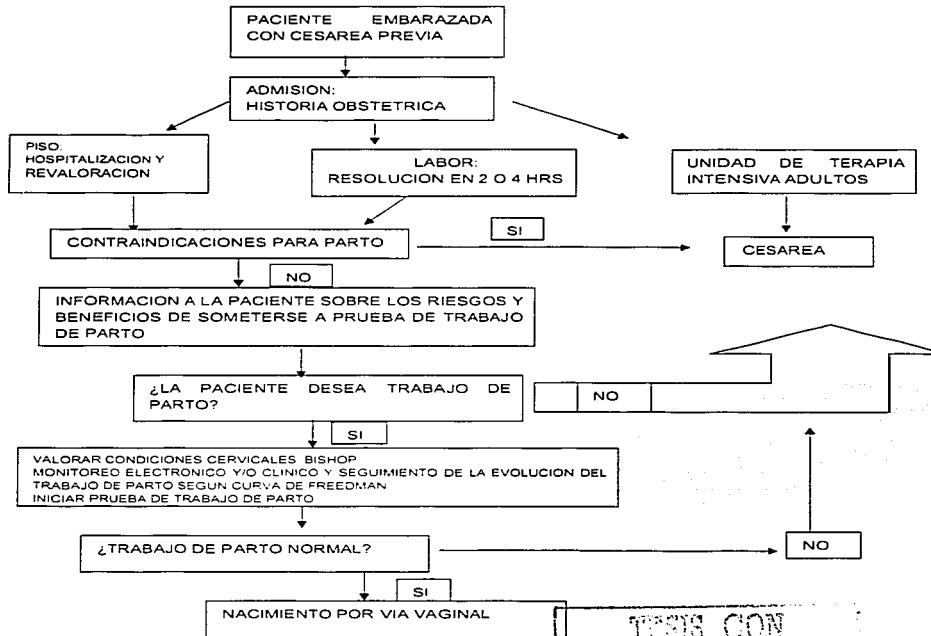 PACIENTE EMBARAZADA
CON CESAREA PREVIA
ADMISION:
HISTORIA OBSTETRICA
PISO:
HOSPITALIZACION Y
REVALORACION
LABOR:
RESOLUCION EN 2 O 4 HRS
UNIDAD DE TERAPIA
INTENSIVA ADULTOS
CONTRAINDICACIONES PARA PARTO
SI
CESAREA
NO
INFORMACION A LA PACIENTE SOBRE LOS RIESGOS Y
BENEFICIOS DE SOMETERSE A PRUEBA DE TRABAJO
DE PARTO
¿LA PACIENTE DESEA TRABAJO DE
PARTO?
NO
SI
VALORAR CONDICIONES CERVICALES BISHOP
MONITOREO ELECTRONICO Y/O CLINICO Y SEGUIMIENTO DE LA EVOLUCION DEL
TRABAJO DE PARTO SEGUN CURVA DE FREEDMAN
INICIAR PRUEBA DE TRABAJO DE PARTO
¿TRABAJO DE PARTO NORMAL?
NO
SI
NACIMIENTO POR VIA VAGINAL
TESIS CON